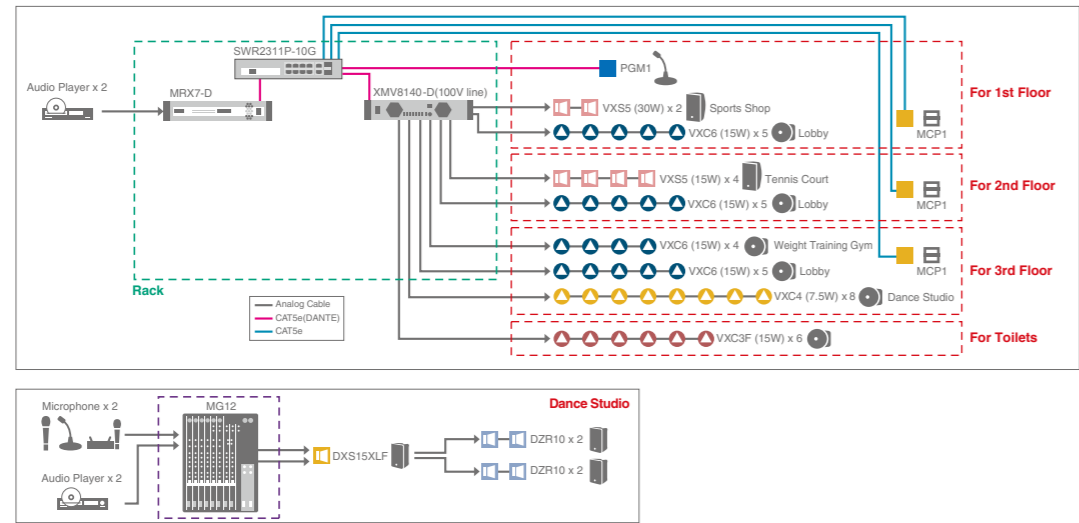 SWR2311P-10G
Audio Player x 2
MRX7-D
XMV8140-D(100V line)
PGM1
VXS5 (30W) x 2
Sports Shop
VXC6 (15W) x 5
Lobby
For 1st Floor
MCP1
VXS5 (15W) x 4
Tennis Court
VXC6 (15W) x 5
Lobby
For 2nd Floor
MCP1
VXC6 (15W) x 4
Weight Training Gym
VXC6 (15W) x 5
Lobby
VXC4 (7.5W) x 8
Dance Studio
For 3rd Floor
MCP1
VXC3F (15W) x 6
For Toilets
Rack
Analog Cable
CAT5e(DANTE)
CAT5e
Dance Studio
Microphone x 2
MG12
Audio Player x 2
DXS15XLF
DZR10 x 2
DZR10 x 2